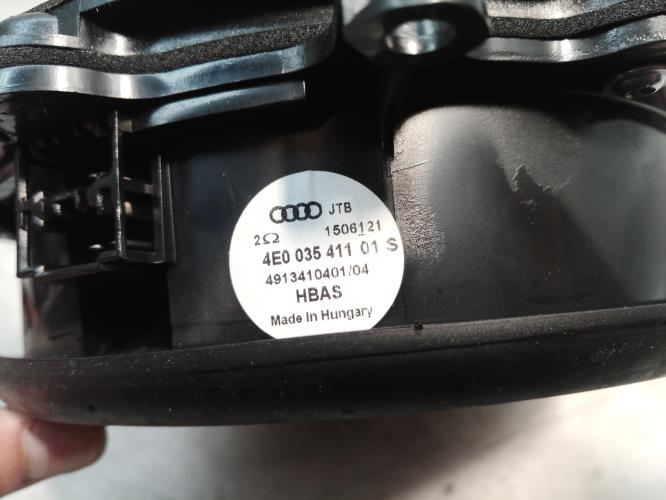 JTB
2Ω 1506121
4E0 035 411 01 S
4913410401/04
HBAS
Made In Hungary